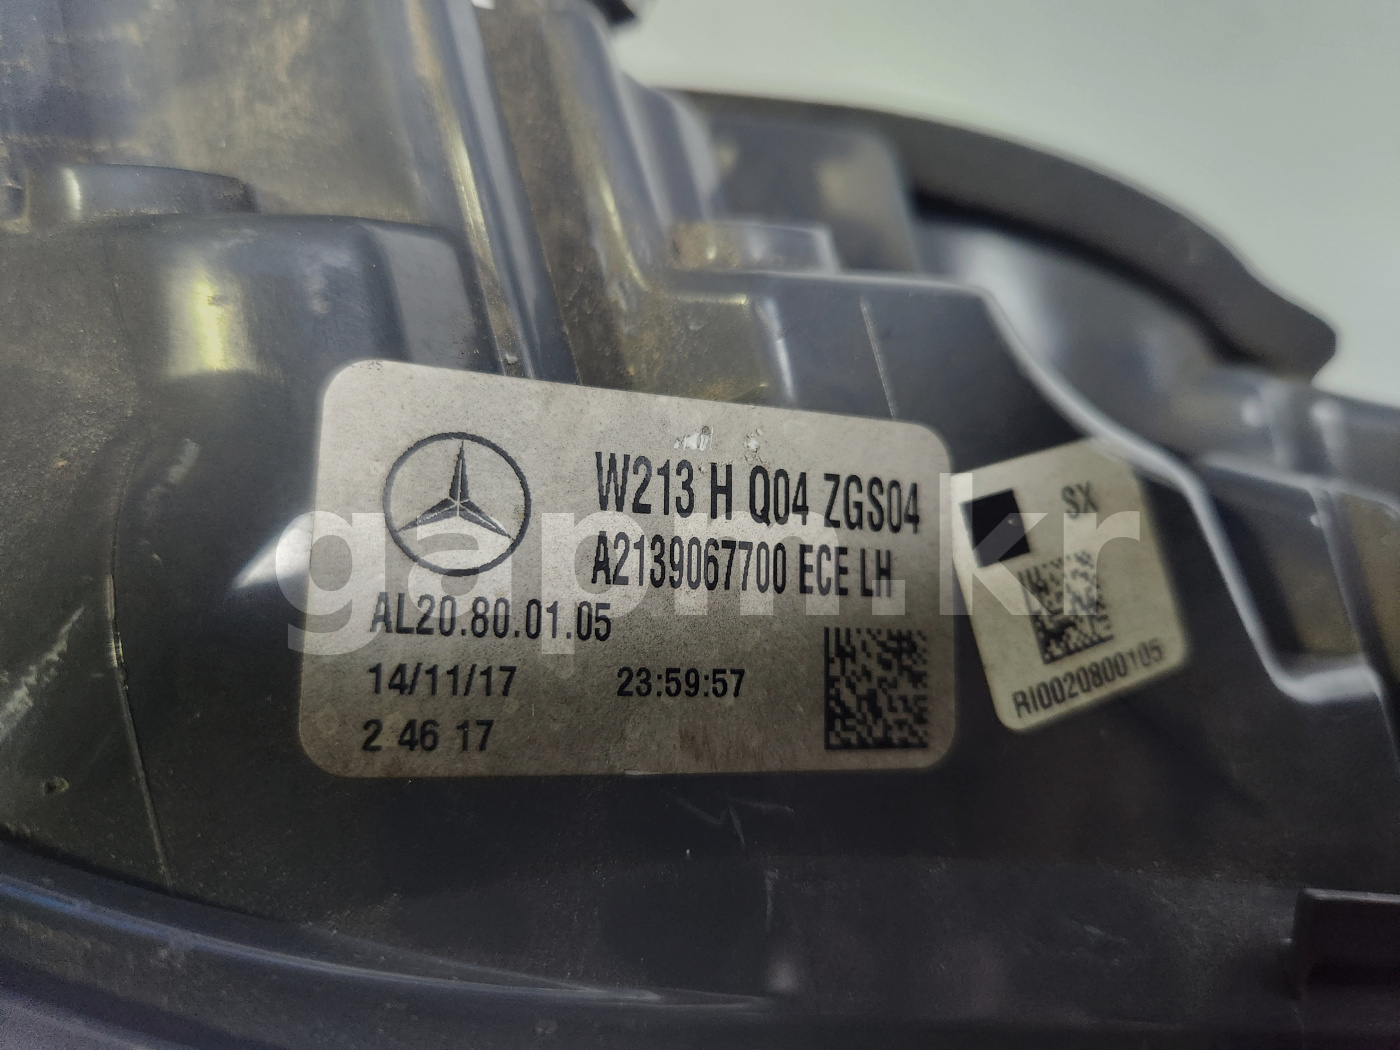 W213 H Q04 ZGS04
A2139067700 ECE LH
AL20.80.01.05
14/11/17 23:59:57
2 46 17
SX
RI0020800105
gapm.kr